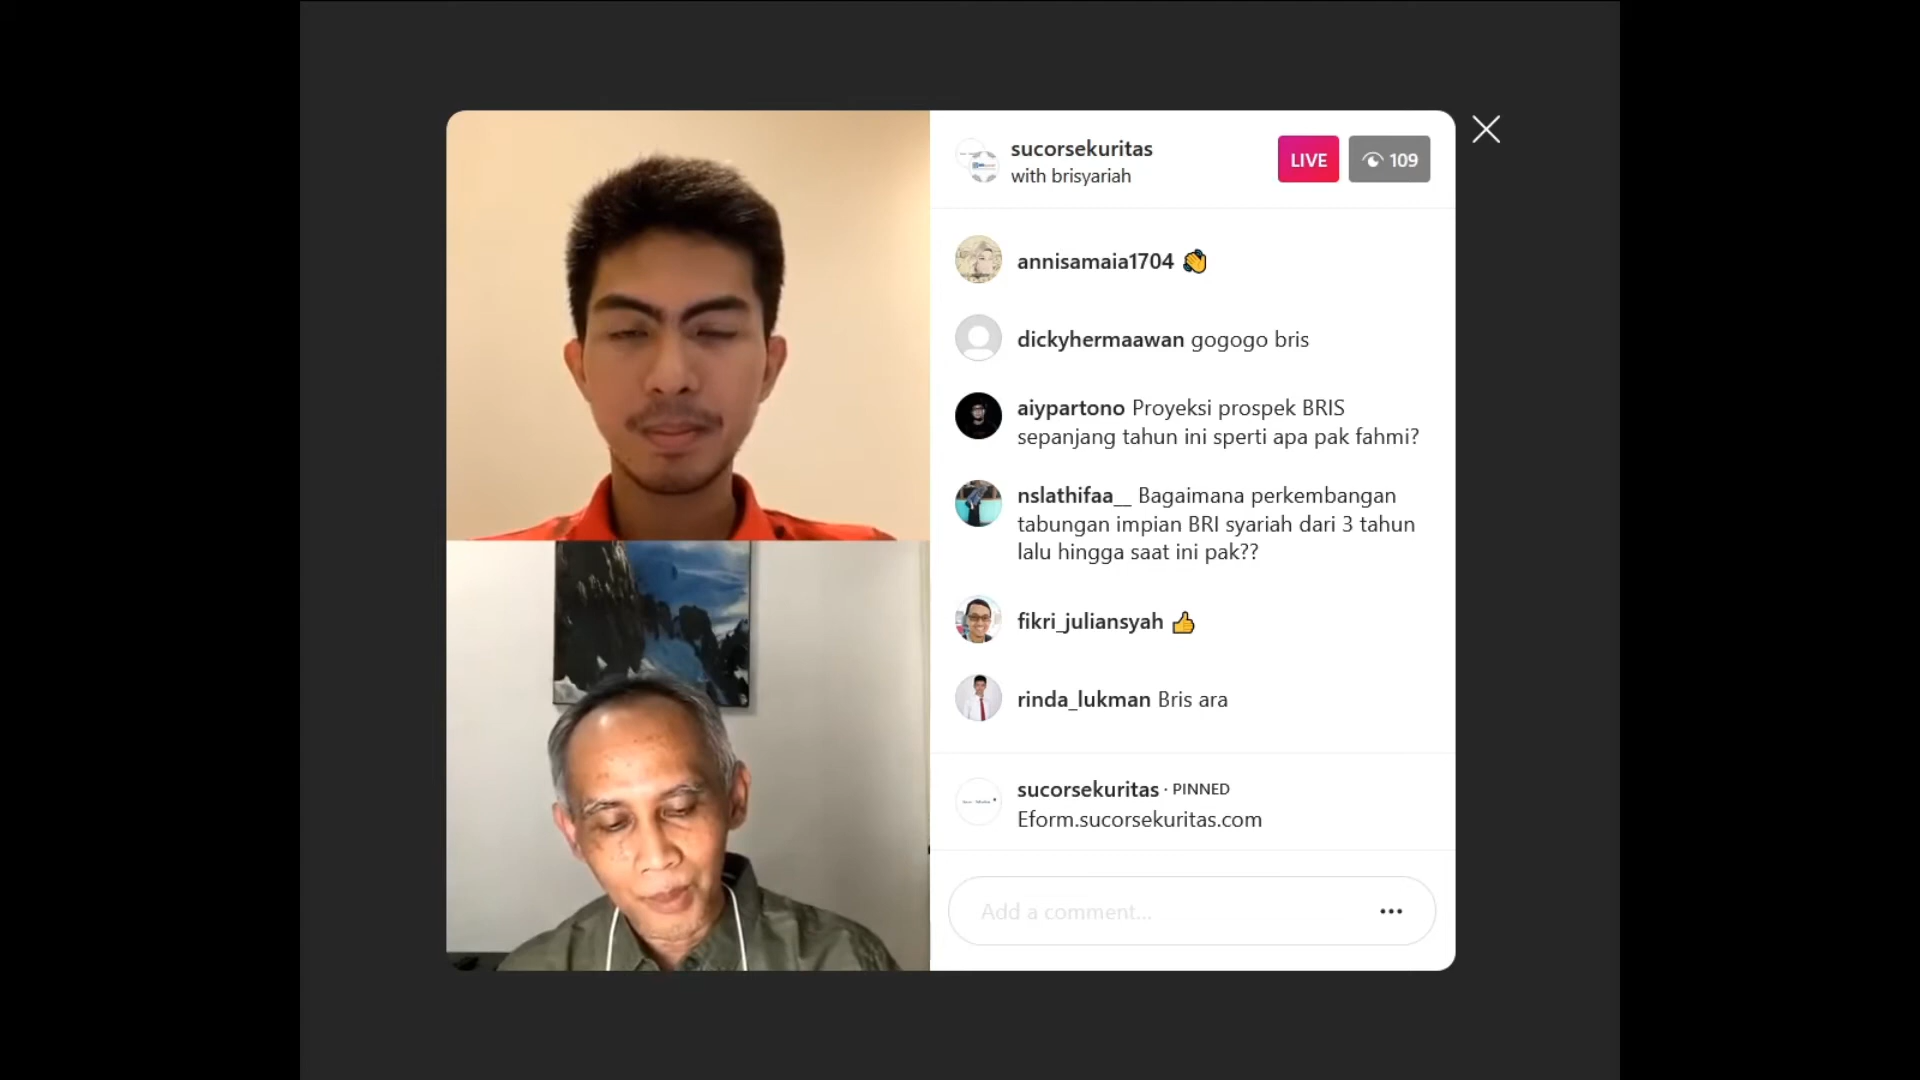 sucorsekuritas
with brisyariah
LIVE
109
annisamaia1704 👏
dickyhermaawan gogogo bris
aiypartono Proyeksi prospek BRIS
sepanjang tahun ini sperti apa pak fahmi?
nslathifaa__ Bagaimana perkembangan
tabungan impian BRI syariah dari 3 tahun
lalu hingga saat ini pak??
fikri_juliansyah 👍
rinda_lukman Bris ara
sucorsekuritas · PINNED
Eform.sucorsekuritas.com
Add a comment...